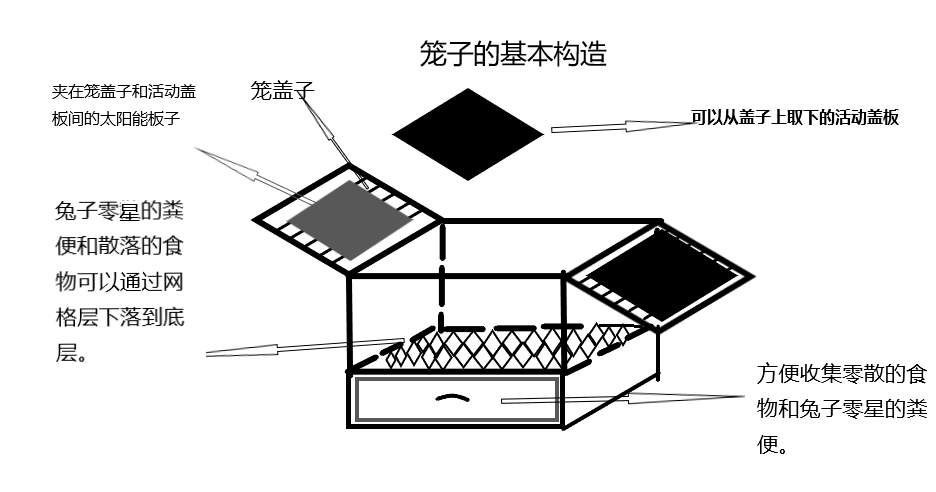 笼子的基本构造
夹在笼盖子和活动盖
板间的太阳能板子
笼盖子
可以从盖子上取下的活动盖板
兔子零星的粪
便和散落的食
物可以通过网
格层下落到底
层。
方便收集零散的食
物和兔子零星的粪
便。